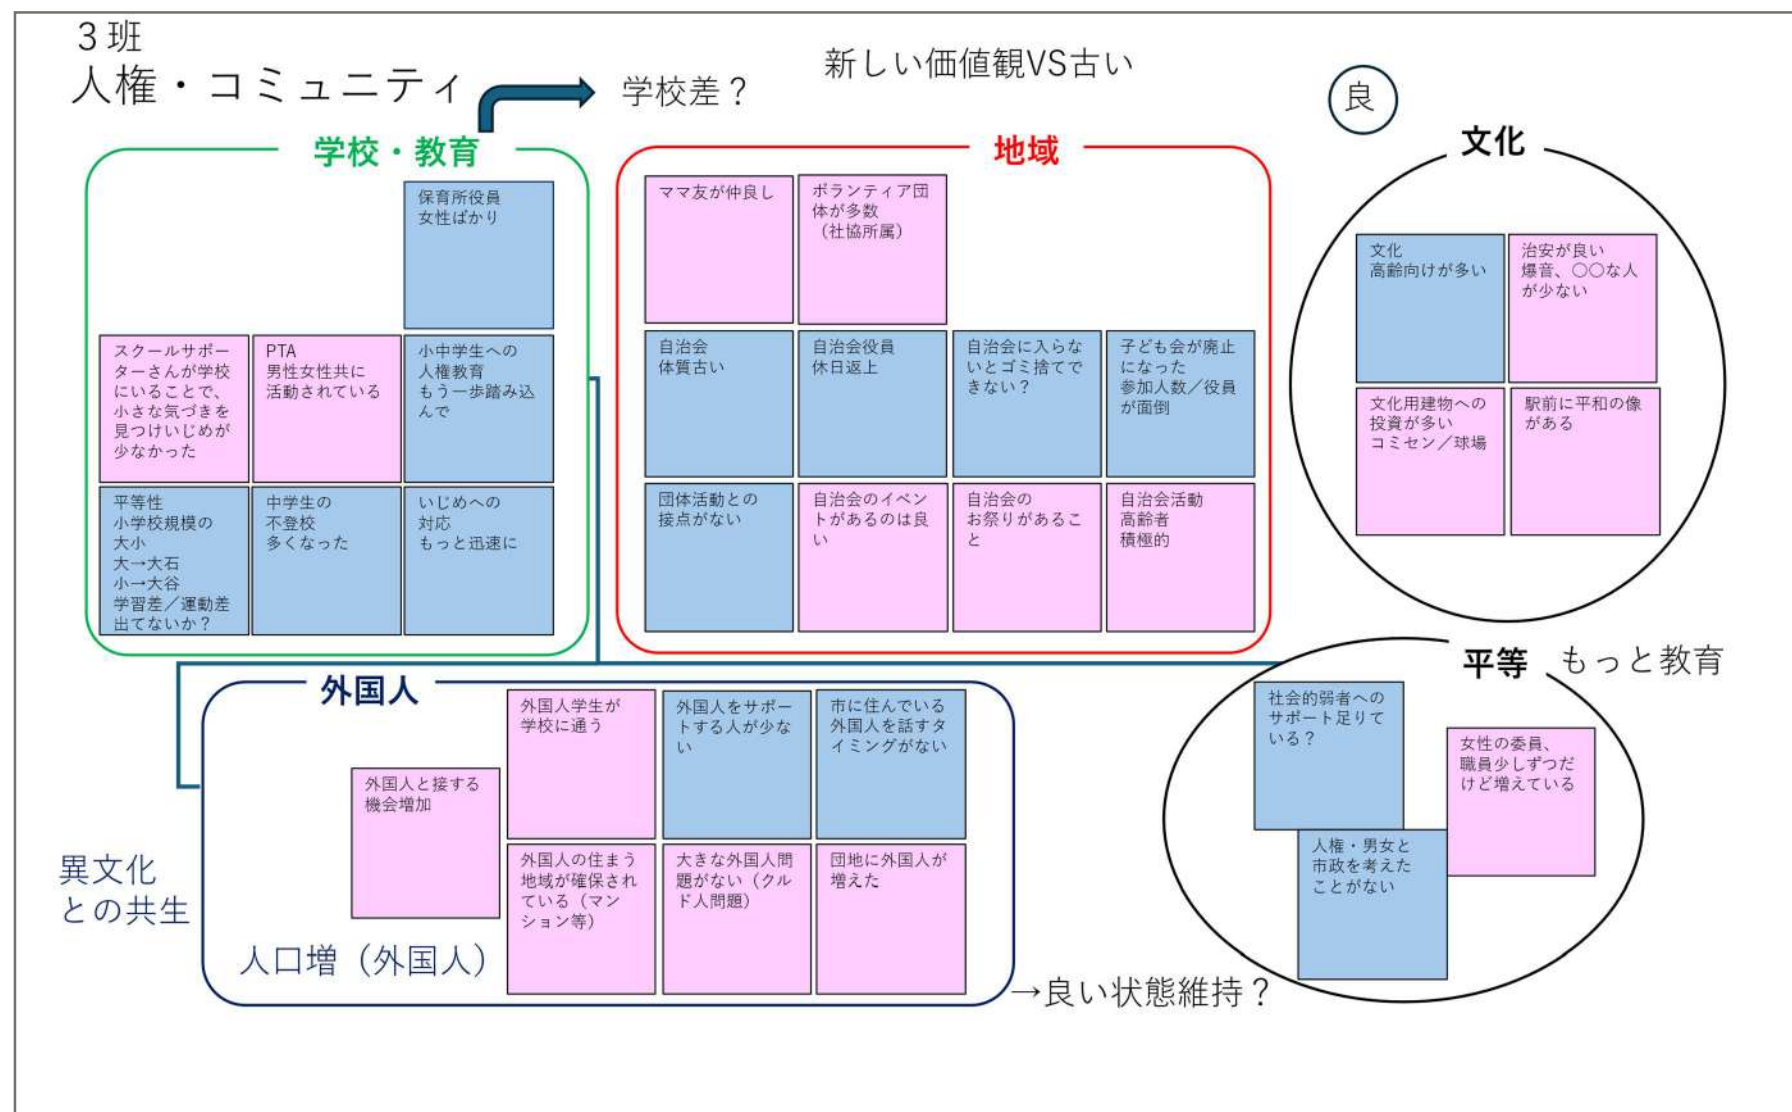 3班
人権・コミュニティ
学校差？
新しい価値観VS古い
良
学校・教育
保育所役員
女性ばかり
スクールサポー
ターさんが学校
にいることで、
小さな気づきを
見つけいじめが
少なかった
PTA
男性女性共に
活動されている
小中学生への
人権教育
もう一歩踏み込
んで
平等性
小学校規模の
大小
大→大石
小→大谷
学習差／運動差
出てないか？
中学生の
不登校
多くなった
いじめへの
対応
もっと迅速に
地域
ママ友が仲良し
ボランティア団
体が多数
（社協所属）
自治会
体質古い
自治会役員
休日返上
自治会に入らな
いとゴミ捨てで
きない？
子ども会が廃止
になった
参加人数／役員
が面倒
団体活動との
接点がない
自治会のイベン
トがあるのは良
い
自治会の
お祭りがあるこ
と
自治会活動
高齢者
積極的
文化
文化
高齢向けが多い
治安が良い
爆音、〇〇な人
が少ない
文化用建物への
投資が多い
コミセン／球場
駅前に平和の像
がある
外国人
外国人と接する
機会増加
外国人学生が
学校に通う
外国人をサポー
トする人が少な
い
市に住んでいる
外国人を話すタ
イミングがない
外国人の住まう
地域が確保され
ている（マン
ション等）
大きな外国人問
題がない（クル
ド人問題）
団地に外国人が
増えた
人口増（外国人）
異文化
との共生
→良い状態維持？
平等
もっと教育
社会的弱者への
サポート足りて
いる？
女性の委員、
職員少しずつだ
けど増えている
人権・男女と
市政を考えた
ことがない